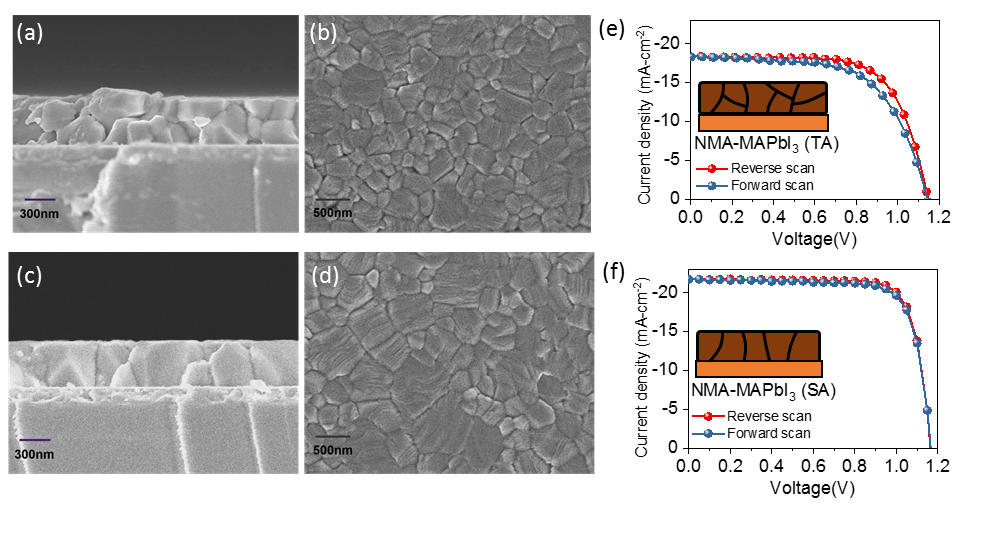 (a)
300nm
(b)
500nm
(c)
300nm
(d)
500nm
(e)
Current density (mA-cm-2)
-20
-15
-10
-5
0
NMA-MAPbI3 (TA)
Reverse scan
Forward scan
0.0 0.2 0.4 0.6 0.8 1.0 1.2
Voltage(V)
(f)
Current density (mA-cm-2)
-20
-15
-10
-5
0
NMA-MAPbI3 (SA)
Reverse scan
Forward scan
0.0 0.2 0.4 0.6 0.8 1.0 1.2
Voltage(V)